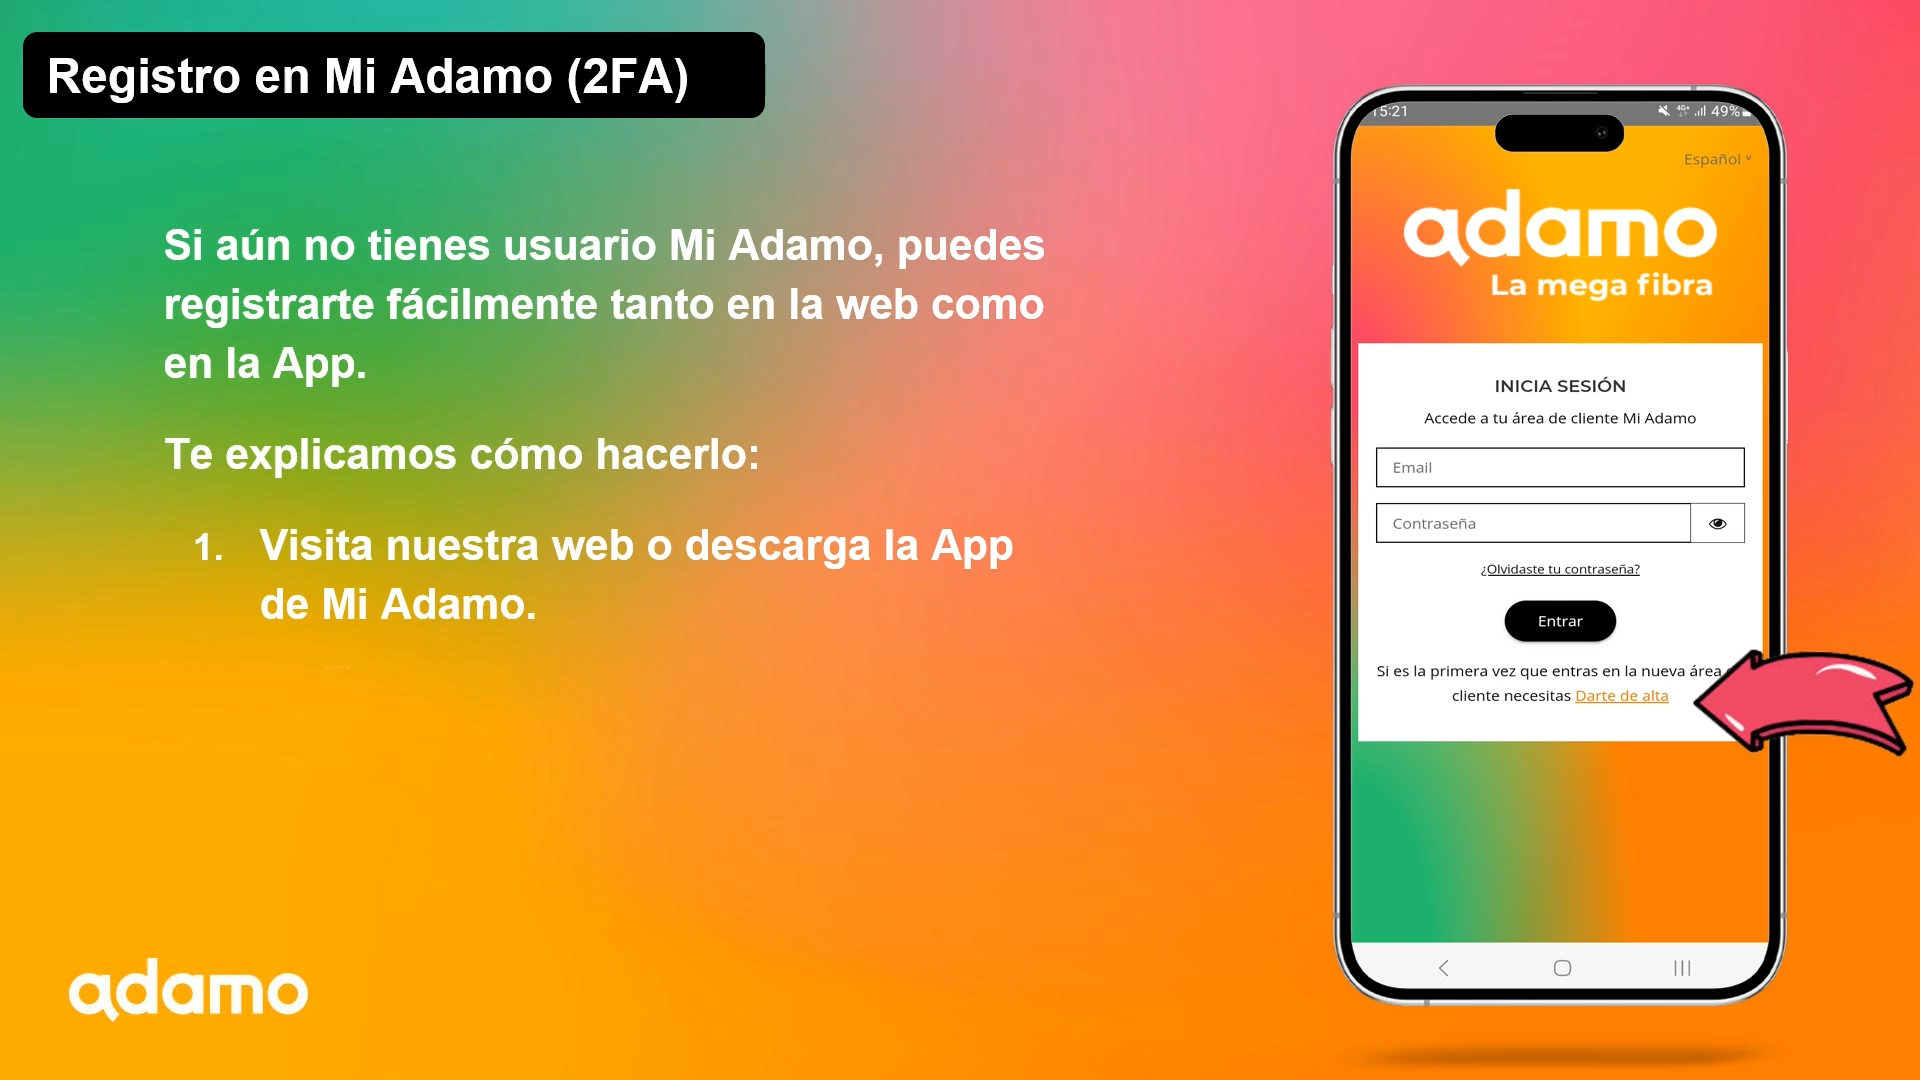 Registro en Mi Adamo (2FA)
Si aún no tienes usuario Mi Adamo, puedes
registrarte fácilmente tanto en la web como
en la App.
Te explicamos cómo hacerlo:
1. Visita nuestra web o descarga la App
de Mi Adamo.
adamo
15:21
4G+
49%
Español
adamo
La mega fibra
INICIA SESIÓN
Accede a tu área de cliente Mi Adamo
Email
Contraseña
¿Olvidaste tu contraseña?
Entrar
Si es la primera vez que entras en la nueva área
cliente necesitas Darte de alta